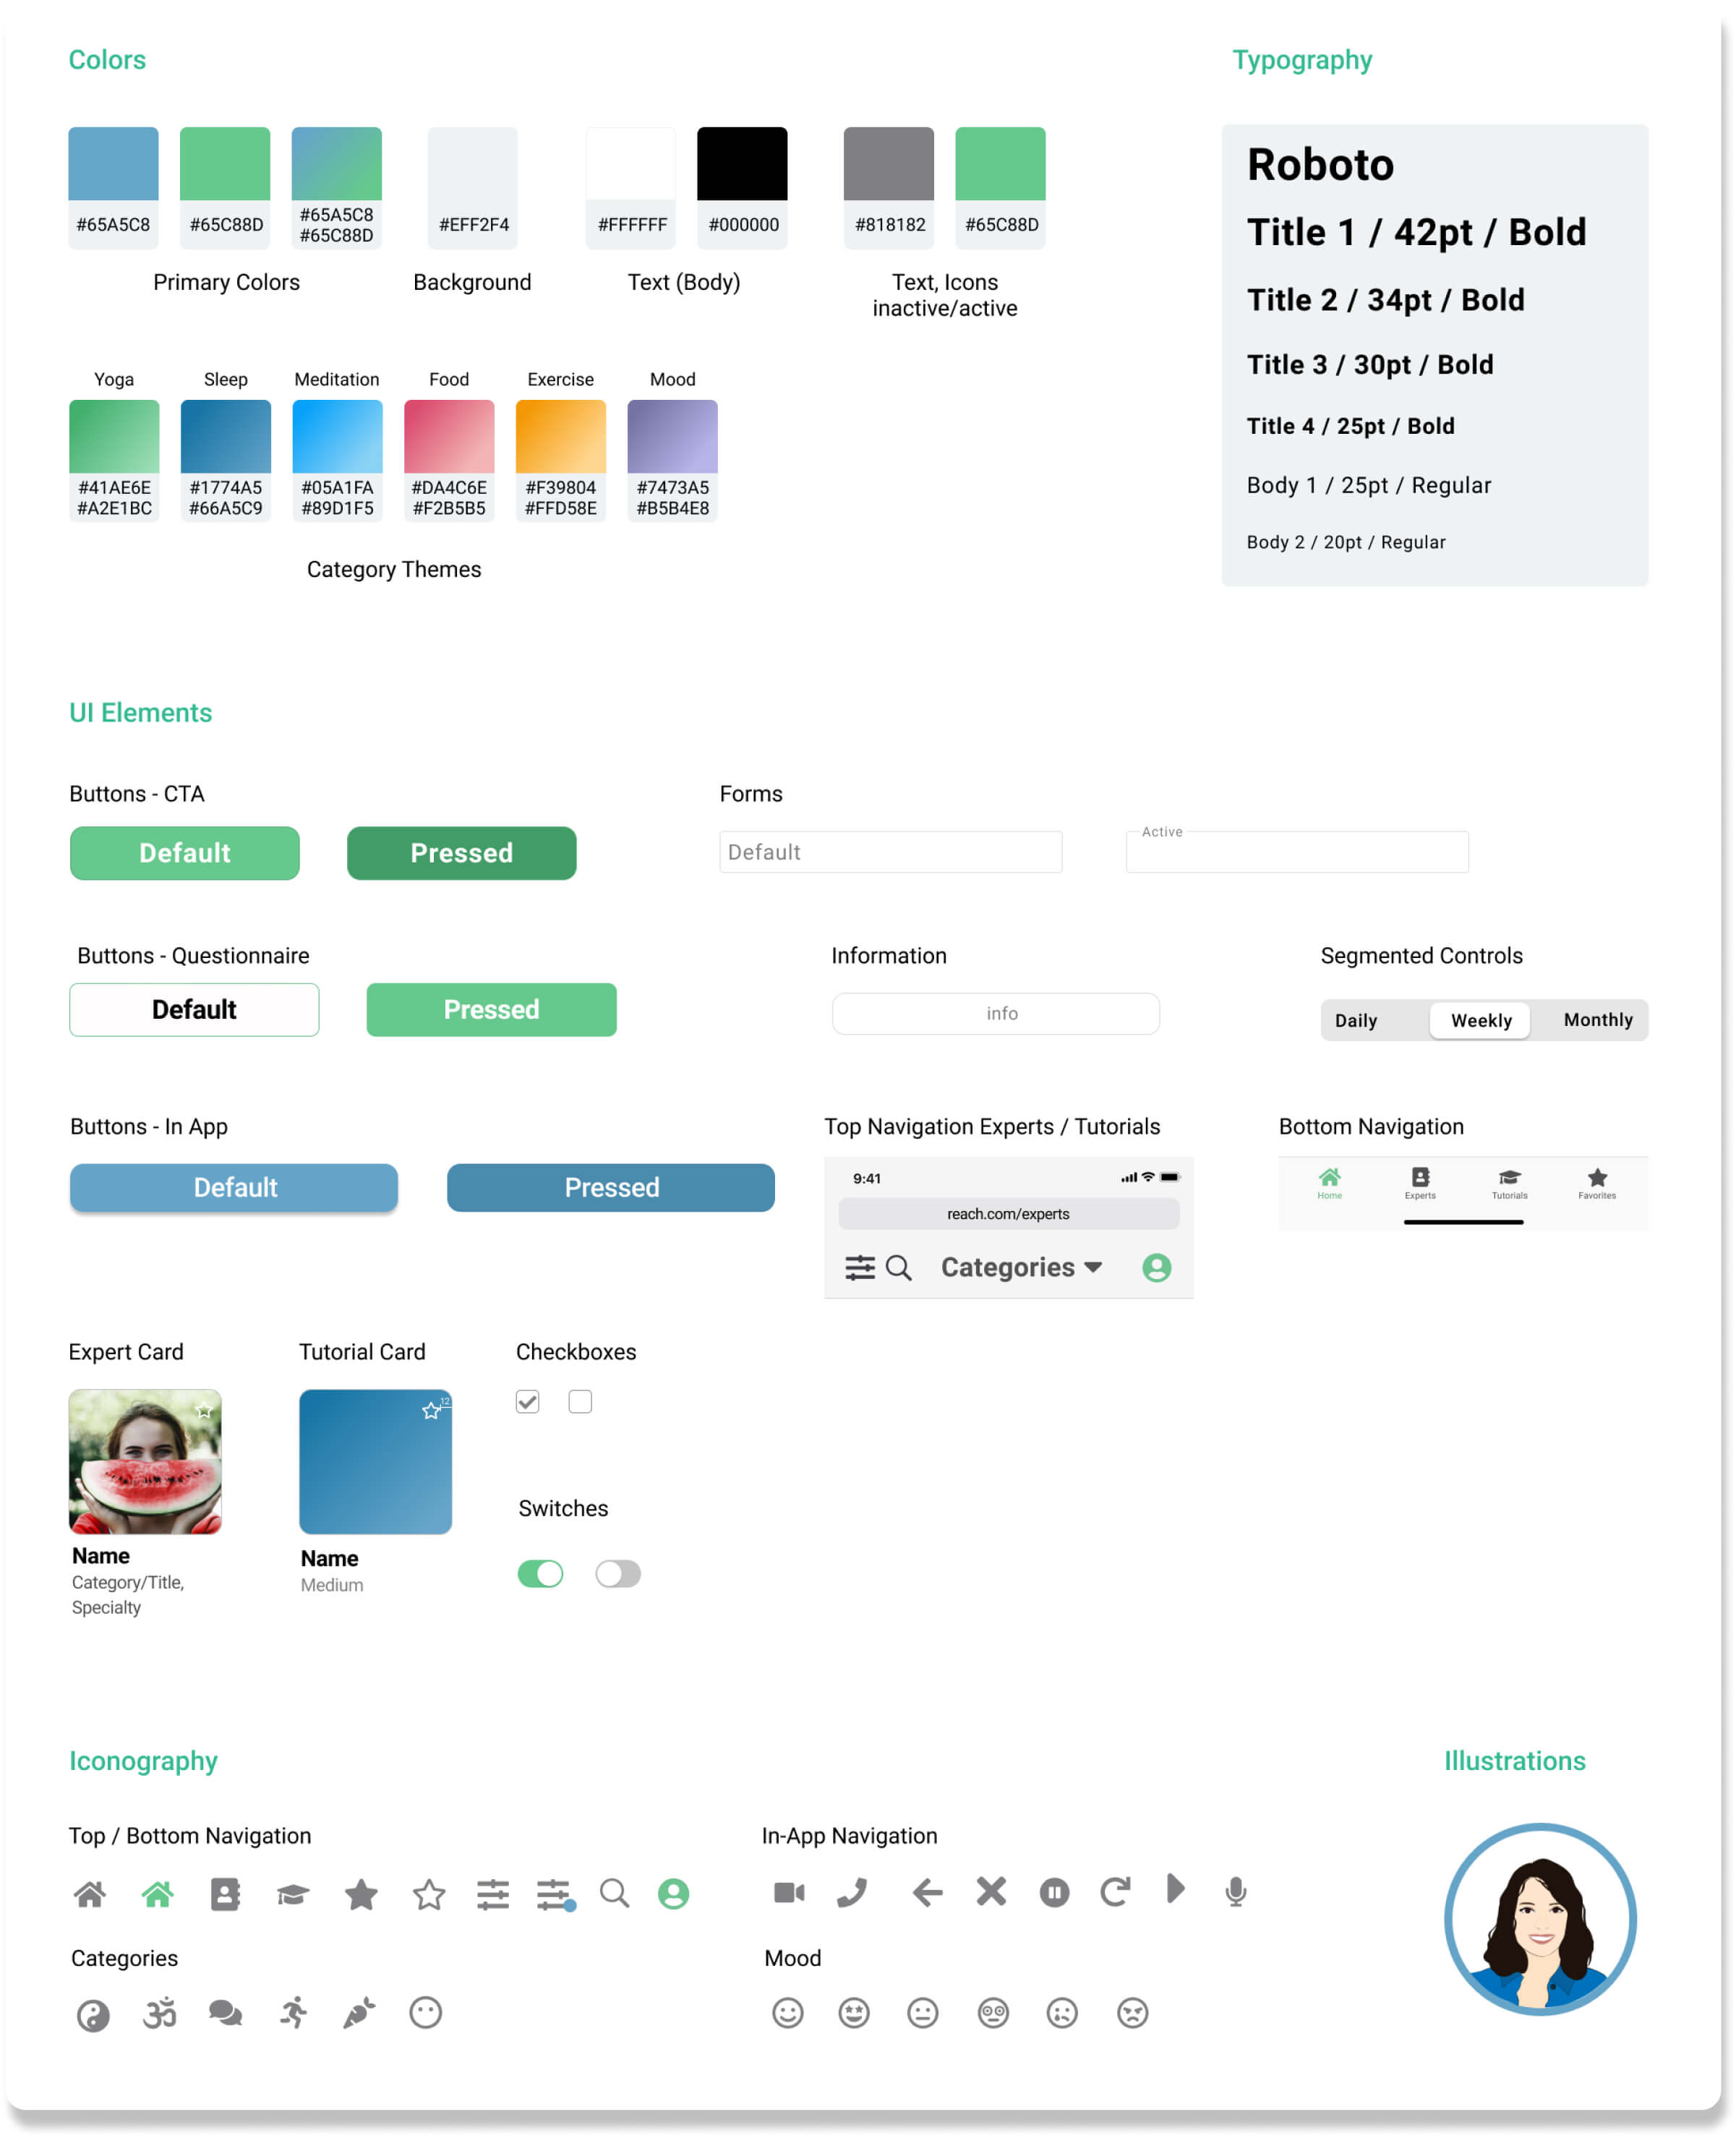 Colors
#65A5C8
#65C88D
#65A5C8
#65C88D
Primary Colors
#EFF2F4
Background
#FFFFFF
#000000
Text (Body)
#818182
#65C88D
Text, Icons
inactive/active
Yoga
#41AE6E
#A2E1BC
Sleep
#1774A5
#66A5C9
Meditation
#05A1FA
#89D1F5
Food
#DA4C6E
#F2B5B5
Exercise
#F39804
#FFD58E
Mood
#7473A5
#B5B4E8
Category Themes
Typography
Roboto
Title 1 / 42pt / Bold
Title 2 / 34pt / Bold
Title 3 / 30pt / Bold
Title 4 / 25pt / Bold
Body 1 / 25pt / Regular
Body 2 / 20pt / Regular
UI Elements
Buttons - CTA
Default
Pressed
Forms
Default
Active
Buttons - Questionnaire
Default
Pressed
Information
info
Segmented Controls
Daily
Weekly
Monthly
Buttons - In App
Default
Pressed
Top Navigation Experts / Tutorials
9:41
reach.com/experts
Categories
Bottom Navigation
Home
Experts
Tutorials
Favorites
Expert Card
Name
Category/Title,
Specialty
Tutorial Card
12
Name
Medium
Checkboxes
Switches
Iconography
Top / Bottom Navigation
In-App Navigation
Categories
ॐ
Mood
Illustrations